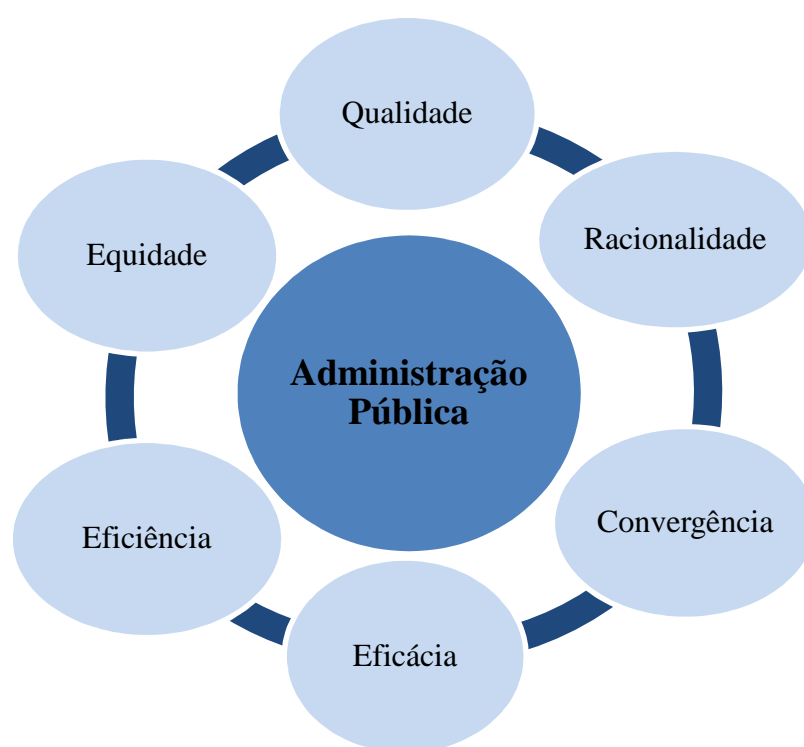 Qualidade
Racionalidade
Equidade
Administração
Pública
Convergência
Eficiência
Eficácia